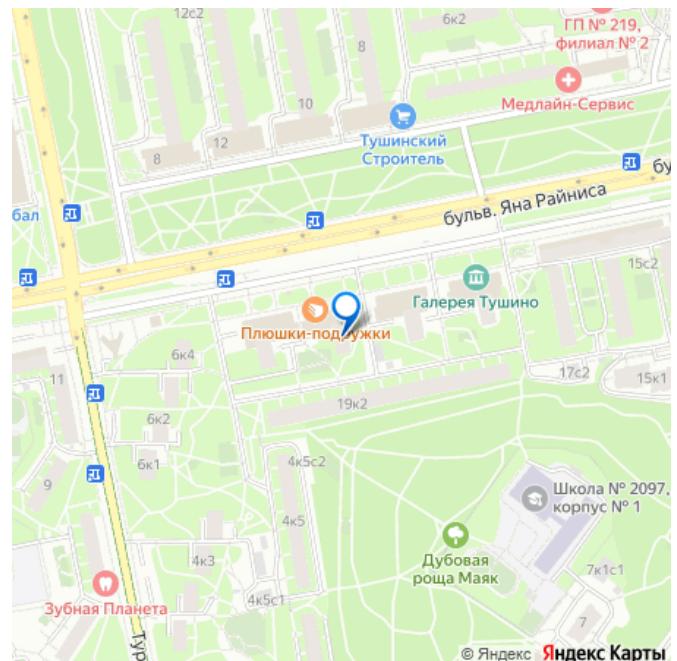 12с2
6к2
ГП № 219,
филиал № 2
8
10
Медлайн-Сервис
12
Тушинский
Строитель
8
бу
бал
бульв. Яна Райниса
15с2
Галерея Тушино
Плюшки-подружки
6к4
11
17с2
15к1
19к2
6к2
6к1
4к5с2
9
Школа № 2097,
корпус № 1
4к5
Дубовая
роща Маяк
4к3
7к1с1
Зубная Планета
4к5с1
7
Тур
© Яндекс Яндекс Карты